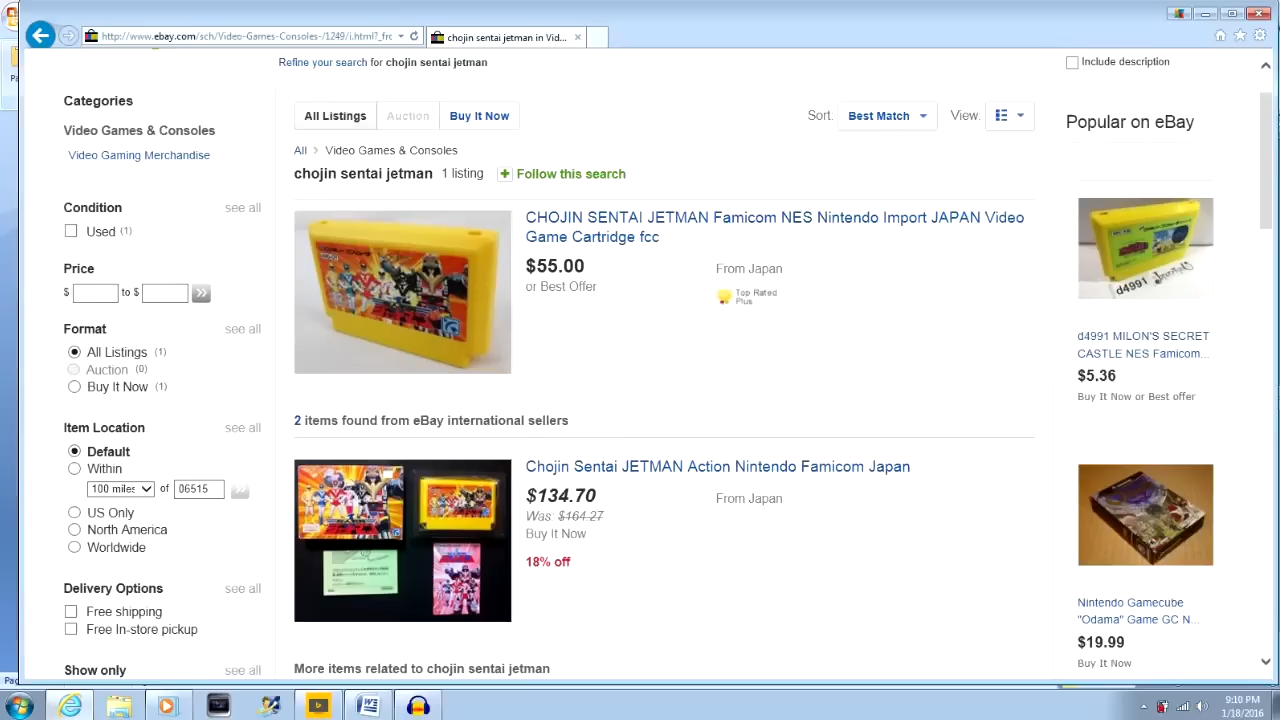 http://www.ebay.com/sch/Video-Games-Consoles-/1249/i.html?_frc
chojin sentai jetman in Vid...
Refine your search for chojin sentai jetman
Include description
Categories
Video Games & Consoles
Video Gaming Merchandise
Condition see all
Used (1)
Price
$ to $
Format see all
All Listings (1)
Auction (0)
Buy It Now (1)
Item Location see all
Default
Within
100 miles of 06515
US Only
North America
Worldwide
Delivery Options see all
Free shipping
Free In-store pickup
Show only see all
All Listings Auction Buy It Now
Sort: Best Match View:
All Video Games & Consoles
chojin sentai jetman 1 listing Follow this search
CHOJIN SENTAI JETMAN Famicom NES Nintendo Import JAPAN Video
Game Cartridge fcc
$55.00 From Japan
or Best Offer
Top Rated
Plus
2 items found from eBay international sellers
Chojin Sentai JETMAN Action Nintendo Famicom Japan
$134.70 From Japan
Was: $164.27
Buy It Now
18% off
More items related to chojin sentai jetman
Popular on eBay
d4991
d4991 MILON'S SECRET
CASTLE NES Famicom...
$5.36
Buy It Now or Best offer
Nintendo Gamecube
"Odama" Game GC N...
$19.99
Buy It Now
9:10 PM
1/18/2016